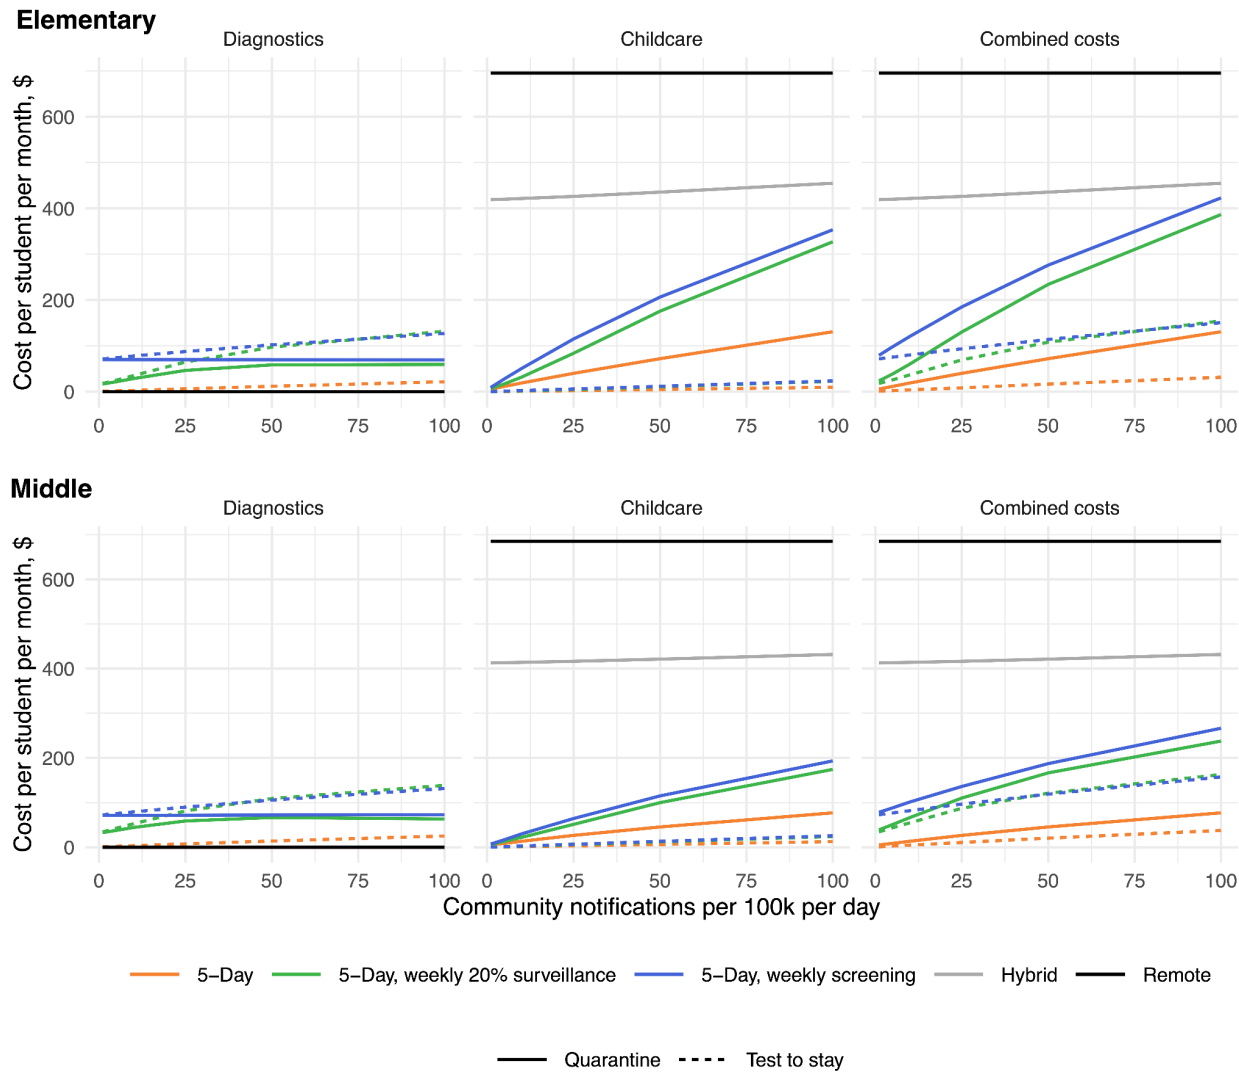 Elementary
Diagnostics Childcare Combined costs
Cost per student per month, $
600
400
200
0
0 25 50 75 100 0 25 50 75 100 0 25 50 75 100
Middle
Diagnostics Childcare Combined costs
Cost per student per month, $
600
400
200
0
0 25 50 75 100 0 25 50 75 100 0 25 50 75 100
Community notifications per 100k per day
5−Day 5−Day, weekly 20% surveillance 5−Day, weekly screening Hybrid Remote
Quarantine Test to stay